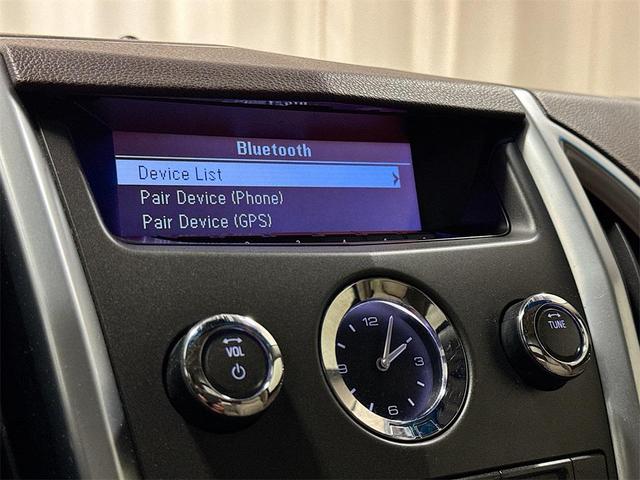 Bluetooth
Device List
Pair Device (Phone)
Pair Device (GPS)
VOL
TUNE
12
3
6
9